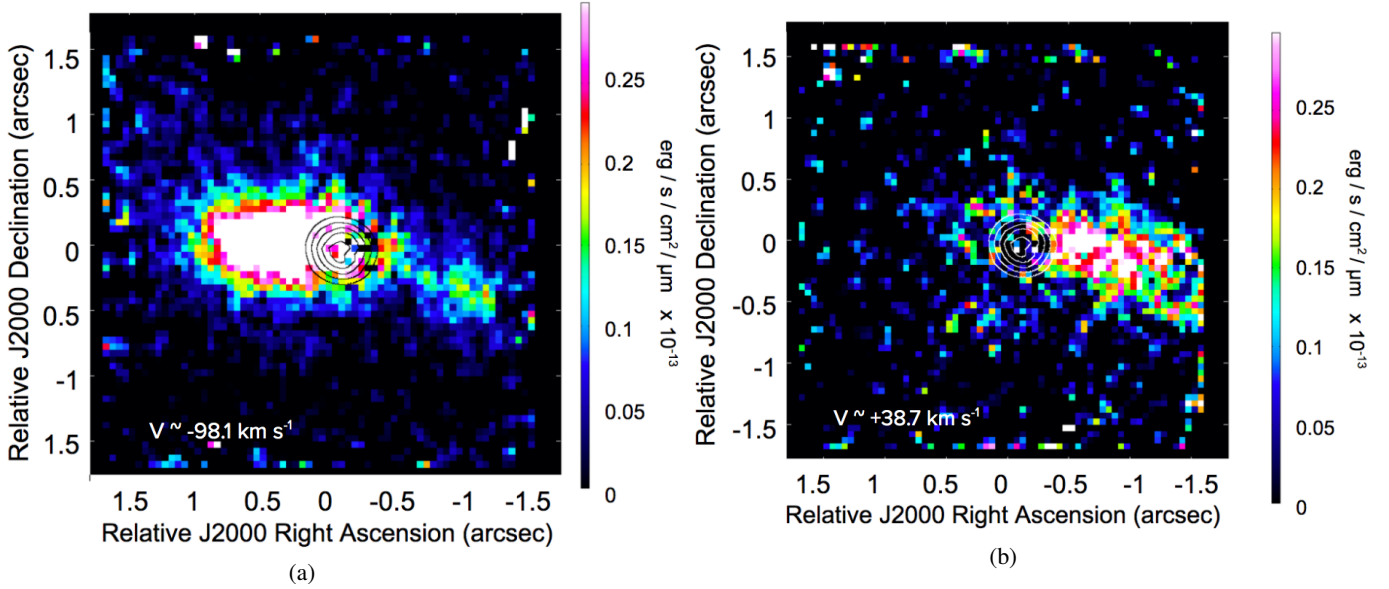 Relative J2000 Declination (arcsec)
1.5
1
0.5
0
0.5
-1
1.5
V ~ -98.1 km s-1
1.5 1 0.5 0 -0.5 -1 -1.5
Relative J2000 Right Ascension (arcsec)
0.25
0.2
0.15
0.1
0.05
0
erg / s / cm2 / μm x 10-13
(a)
Relative J2000 Declination (arcsec)
1.5
1
0.5
0
-0.5
-1
-1.5
V ~ +38.7 km s-1
1.5 1 0.5 0 -0.5 -1 -1.5
Relative J2000 Right Ascension (arcsec)
0.25
0.2
0.15
0.1
0.05
0
erg / s / cm2 / μm x 10-13
(b)